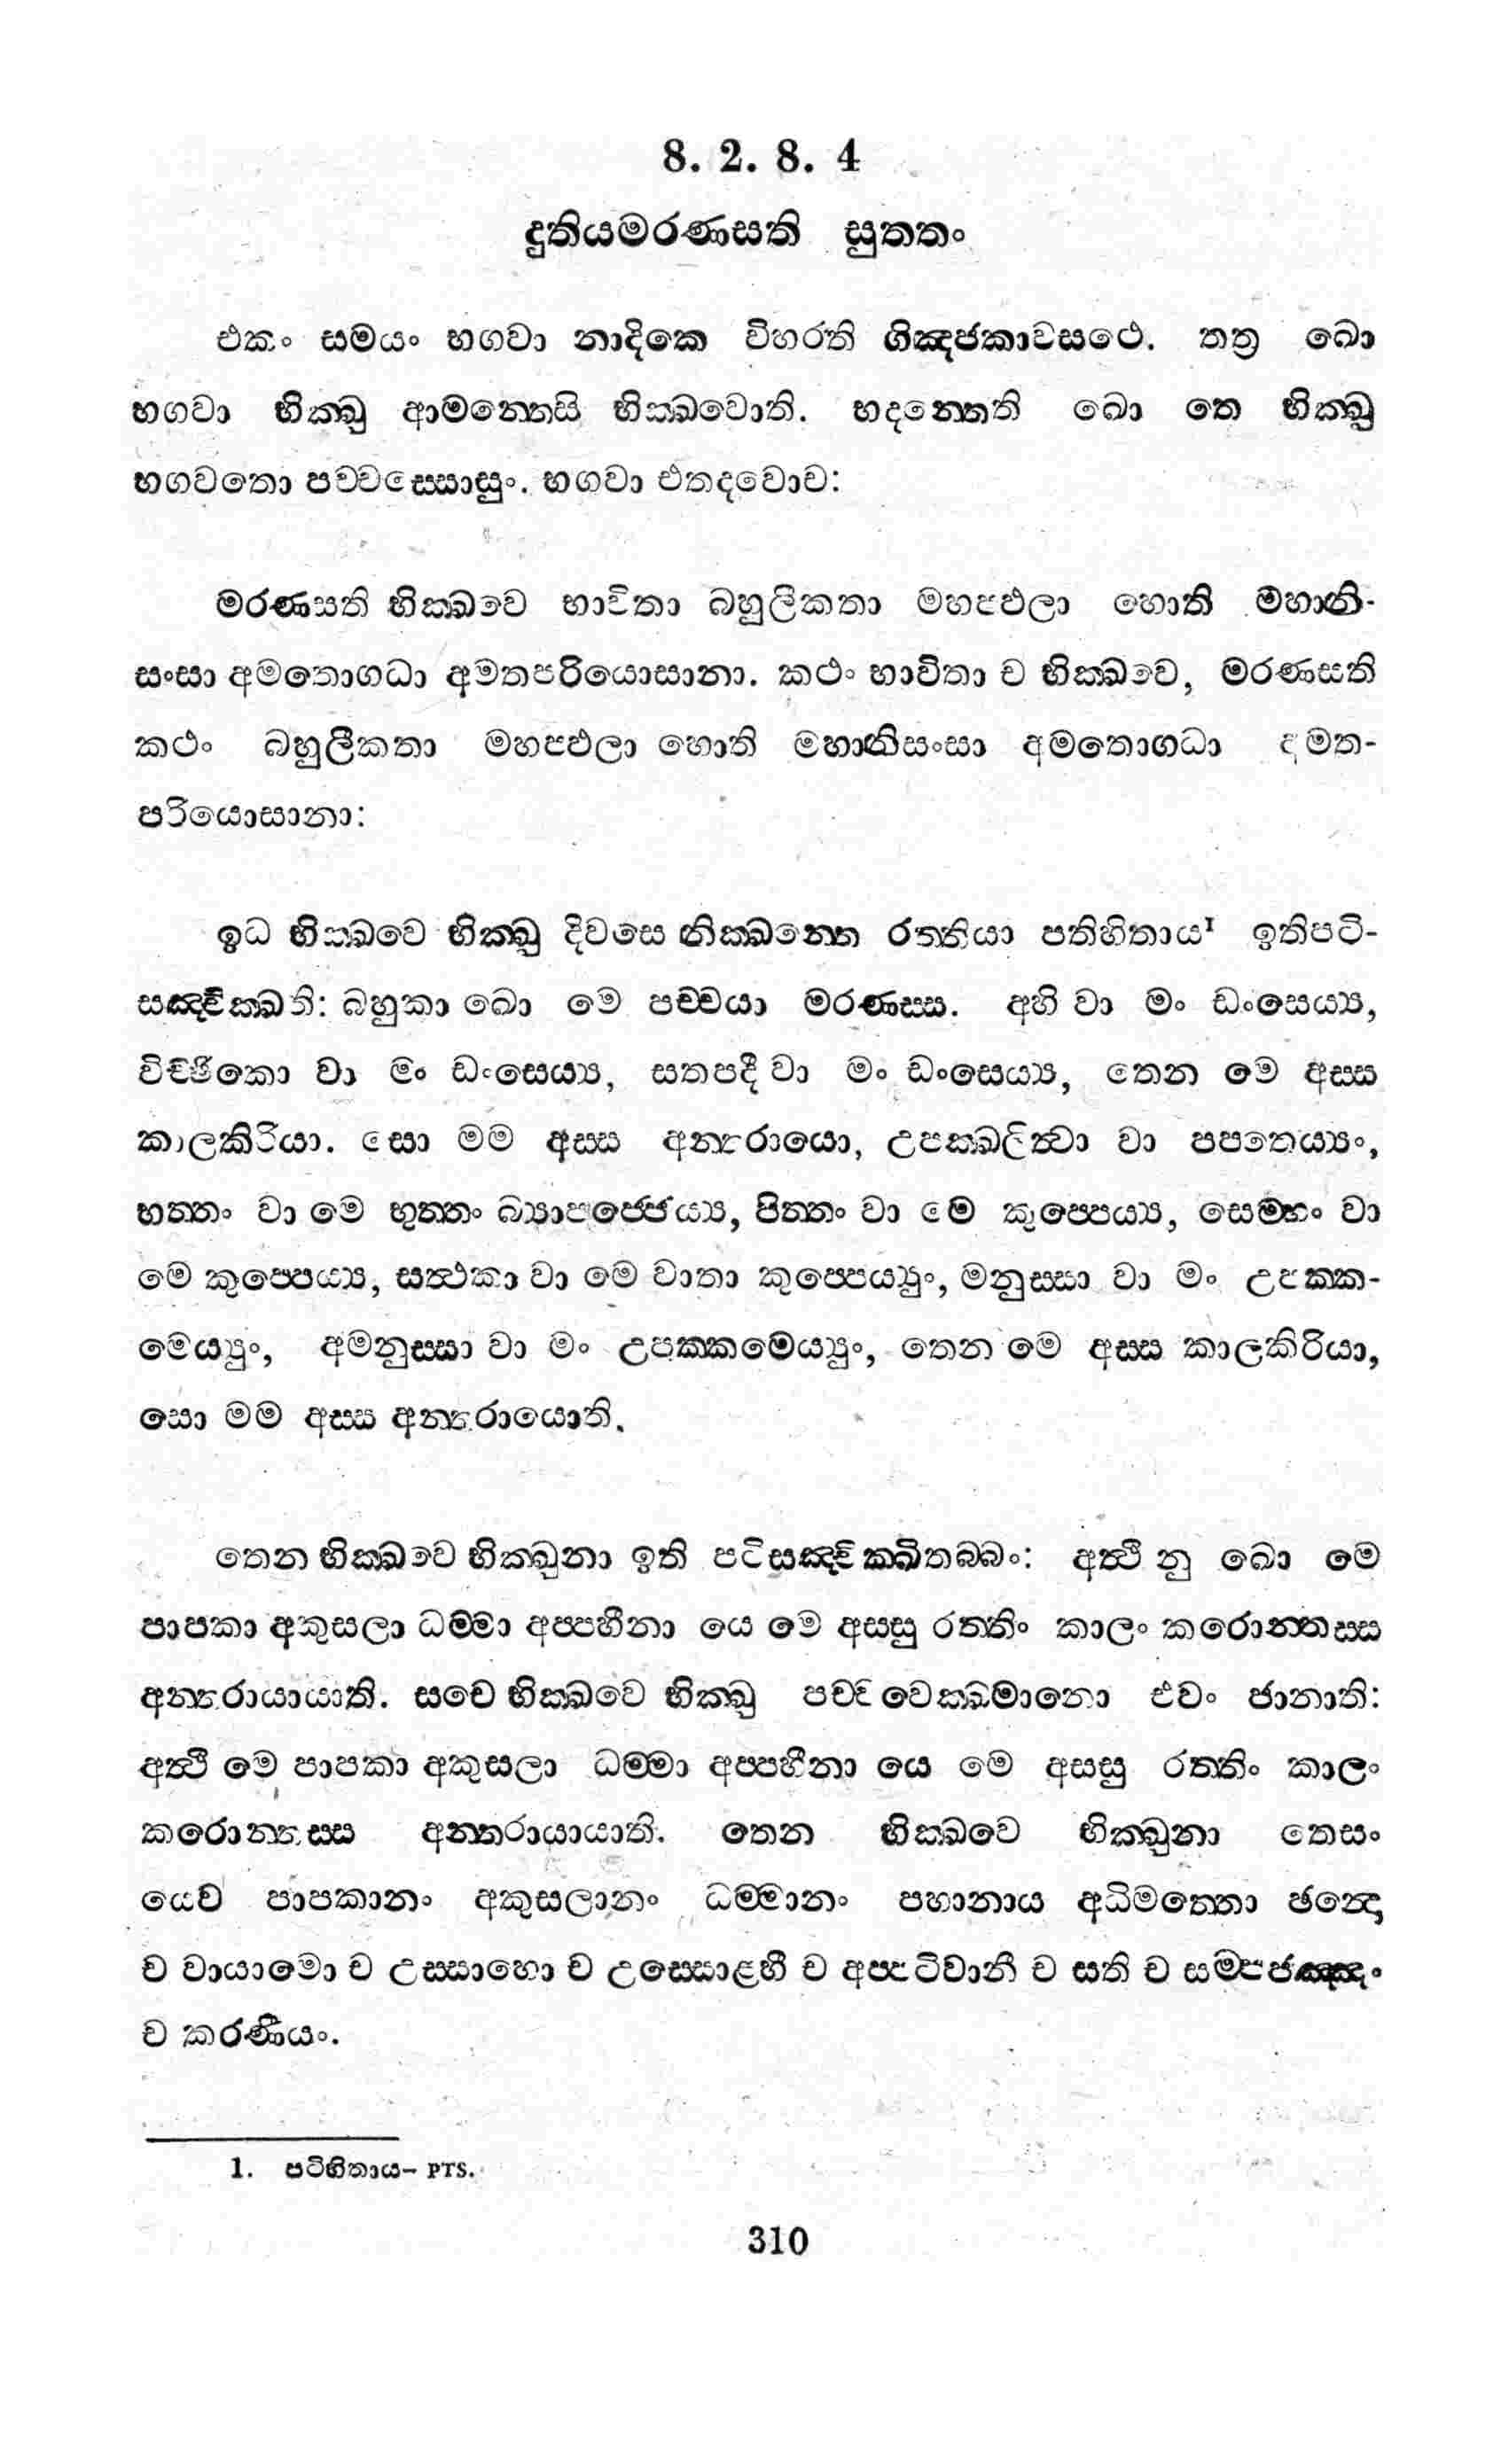 8. 2. 8. 4
දුතියමරණසති සුත්තං
එකං සමයං භගවා නාදිකෙ විහරති ගිඤ්ජකාවසථෙ. තත්‍ර ඛො
භගවා භික්ඛු ආමන්තෙසි භික්ඛවොති. භදන්තෙති ඛො තෙ භික්ඛු
භගවතො පච්චස්සොසුං. භගවා එතදවොච:
මරණසති භික්ඛවෙ භාවිතා බහුලිකතා මහප්ඵලා හොති මහානි-
සංසා අමතොගධා අමතපරියොසානා. කථං භාවිතා ච භික්ඛවෙ, මරණසති
කථං බහුලීකතා මහප්ඵලා හොති මහානිසංසා අමතොගධා අමත-
පරියොසානා:
ඉධ භික්ඛවෙ භික්ඛු දිවසෙ නික්ඛන්තෙ රත්තියා පතිහිතාය¹ ඉතිපටි-
සඤ්චික්ඛති: බහුකා ඛො මෙ පච්චයා මරණස්ස. අහි වා මං ඩංසෙය්‍ය,
විච්ඡිකො වා මං ඩංසෙය්‍ය, සතපදී වා මං ඩංසෙය්‍ය, තෙන මෙ අස්ස
කාලකිරියා. සො මම අස්ස අන්තරායො, උපක්ඛලිත්වා වා පපතෙය්‍යං,
භත්තං වා මෙ භුත්තං බ්‍යාපජ්ජෙය්‍ය, පිත්තං වා මෙ කුප්පෙය්‍ය, සෙම්හං වා
මෙ කුප්පෙය්‍ය, සත්ථකා වා මෙ වාතා කුප්පෙය්‍යුං, මනුස්සා වා මං උපක්ක-
මෙය්‍යුං, අමනුස්සා වා මං උපක්කමෙය්‍යුං, තෙන මෙ අස්ස කාලකිරියා,
සො මම අස්ස අන්තරායොති.
තෙන භික්ඛවෙ භික්ඛුනා ඉති පටිසඤ්චික්ඛිතබ්බං: අත්ථි නු ඛො මෙ
පාපකා අකුසලා ධම්මා අප්පහීනා යෙ මෙ අස්සු රත්තිං කාලං කරොන්තස්ස
අන්තරායායාති. සචෙ භික්ඛවෙ භික්ඛු පච්චවෙක්ඛමානො එවං ජානාති:
අත්ථි මෙ පාපකා අකුසලා ධම්මා අප්පහීනා යෙ මෙ අස්සු රත්තිං කාලං
කරොන්තස්ස අන්තරායායාති. තෙන භික්ඛවෙ භික්ඛුනා තෙසං
යෙව පාපකානං අකුසලානං ධම්මානං පහානාය අධිමත්තො ඡන්දො
ච වායාමො ච උස්සාහො ච උස්සොළ්හී ච අප්පටිවානී ච සති ච සම්පජඤ්ඤං
ච කරණීයං.
1. පටිහිතාය– PTS.
310